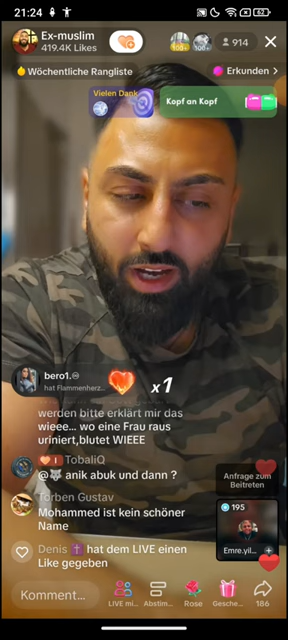 21:24
62
Ex-muslim
419.4K Likes
100+
100+
914
Wöchentliche Rangliste
Erkunden >
Vielen Dank
Kopf an Kopf
bero1.♾
hat Flammenherz..
x1
werden bitte erklärt mir das
wieee... wo eine Frau raus
uriniert,blutet WIEEE
I TobaliQ
@🐺 anik abuk und dann ?
Torben Gustav
Mohammed ist kein schöner
Name
Denis ✝️ hat dem LIVE einen
Like gegeben
Anfrage zum
Beitreten
195
Emre.yil...
Komment...
LIVE mi...
Abstim...
Rose
Gesche...
186